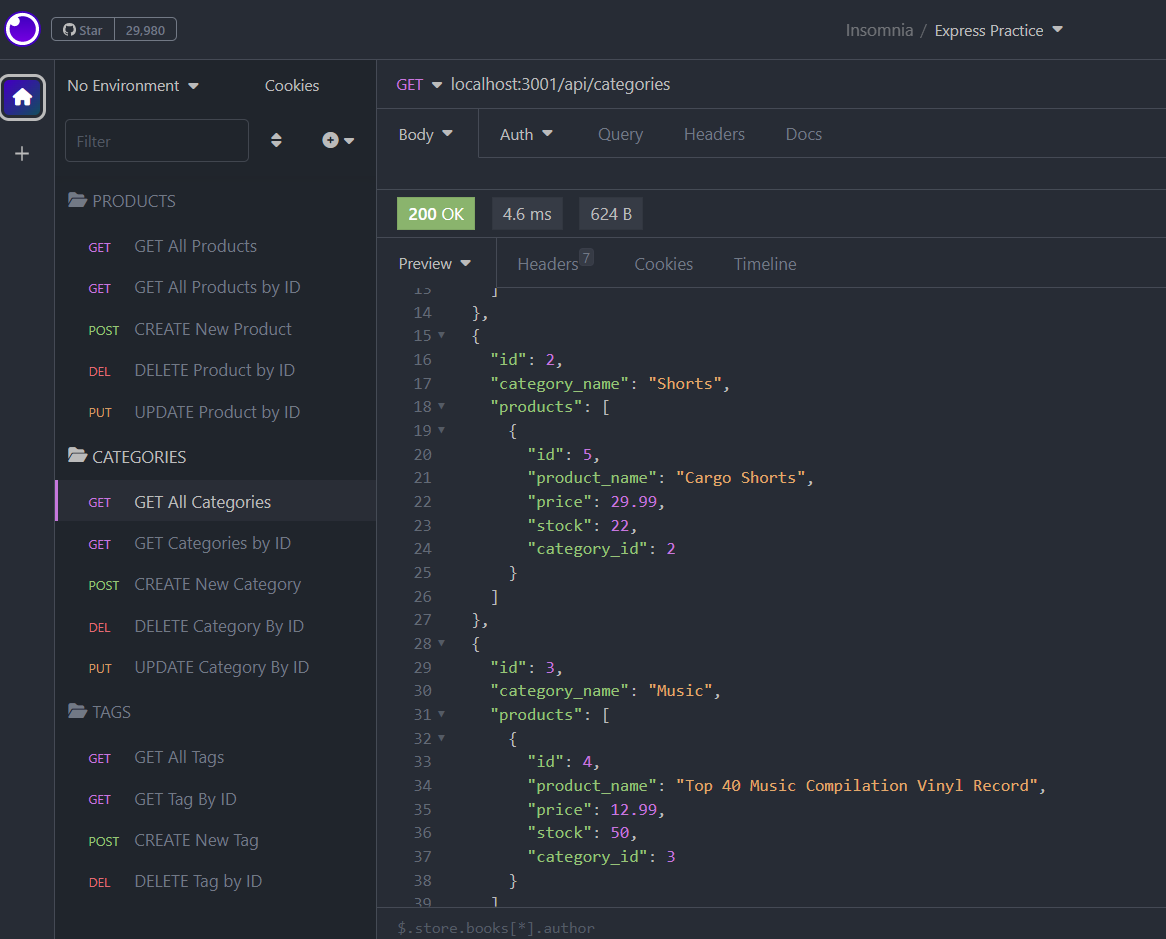 Star 29,980
Insomnia / Express Practice
No Environment Cookies
Filter
PRODUCTS
GET GET All Products
GET GET All Products by ID
POST CREATE New Product
DEL DELETE Product by ID
PUT UPDATE Product by ID
CATEGORIES
GET GET All Categories
GET GET Categories by ID
POST CREATE New Category
DEL DELETE Category By ID
PUT UPDATE Category By ID
TAGS
GET GET All Tags
GET GET Tag By ID
POST CREATE New Tag
DEL DELETE Tag by ID
GET localhost:3001/api/categories
Body Auth Query Headers Docs
200 OK 4.6 ms 624 B
Preview Headers 7 Cookies Timeline
13 ]
14 },
15 {
16 "id": 2,
17 "category_name": "Shorts",
18 "products": [
19 {
20 "id": 5,
21 "product_name": "Cargo Shorts",
22 "price": 29.99,
23 "stock": 22,
24 "category_id": 2
25 }
26 ]
27 },
28 {
29 "id": 3,
30 "category_name": "Music",
31 "products": [
32 {
33 "id": 4,
34 "product_name": "Top 40 Music Compilation Vinyl Record",
35 "price": 12.99,
36 "stock": 50,
37 "category_id": 3
38 }
39 ]
$.store.books[*].author